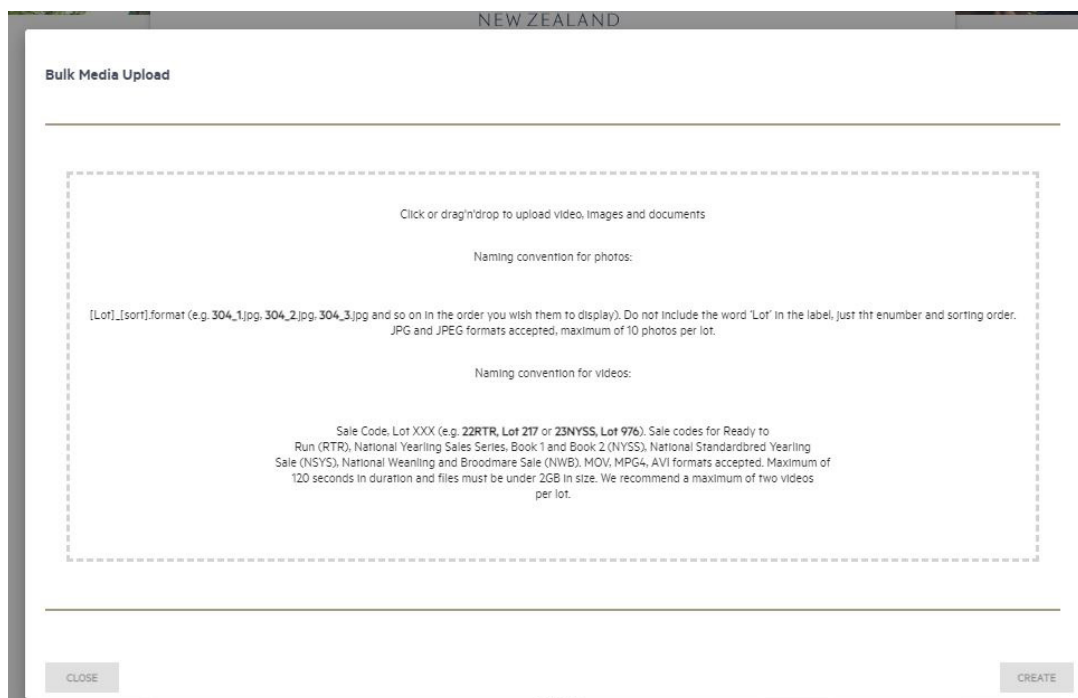 NEW ZEALAND
Bulk Media Upload
Click or drag'n'drop to upload video, images and documents
Naming convention for photos:
[Lot]_[sort].format (e.g. 304_1.jpg, 304_2.jpg, 304_3.jpg and so on in the order you wish them to display). Do not include the word 'Lot' in the label, just tht enumber and sorting order.
JPG and JPEG formats accepted, maximum of 10 photos per lot.
Naming convention for videos:
Sale Code, Lot XXX (e.g. 22RTR, Lot 217 or 23NYSS, Lot 976). Sale codes for Ready to
Run (RTR), National Yearling Sales Series, Book 1 and Book 2 (NYSS), National Standardbred Yearling
Sale (NSYS), National Weanling and Broodmare Sale (NWB). MOV, MPG4, AVI formats accepted. Maximum of
120 seconds in duration and files must be under 2GB in size. We recommend a maximum of two videos
per lot.
CLOSE
CREATE